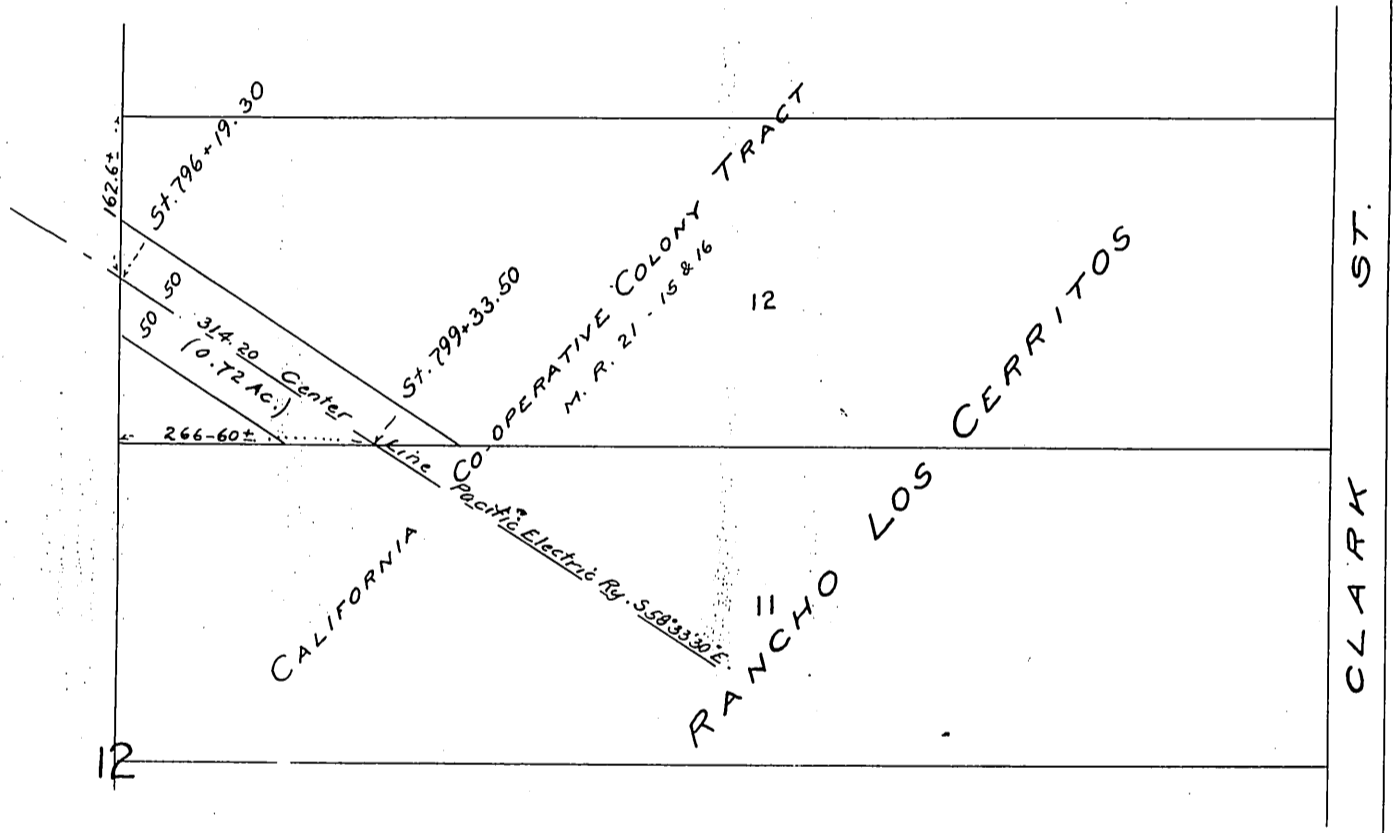 162.6±
St. 796+19.30
50
50
314.20 Center Line Pacific Electric Ry. S.58°33'30"E.
(0.72 Ac.)
St. 799+33.50
266-60±
CALIFORNIA CO-OPERATIVE COLONY TRACT
M. R. 21 - 15 & 16
12
11
RANCHO LOS CERRITOS
CLARK ST.
12